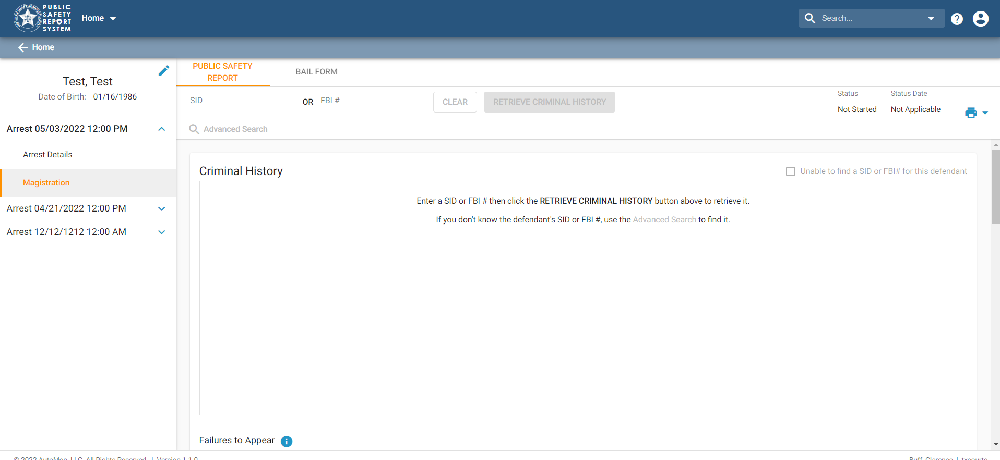 PUBLIC
SAFETY
REPORT
SYSTEM
OFFICE OF COURT ADMINISTRATION
Home
Search...
?
Home
Test, Test
Date of Birth: 01/16/1986
Arrest 05/03/2022 12:00 PM
Arrest Details
Magistration
Arrest 04/21/2022 12:00 PM
Arrest 12/12/1212 12:00 AM
PUBLIC SAFETY
REPORT
BAIL FORM
SID
OR
FBI #
CLEAR
RETRIEVE CRIMINAL HISTORY
Status
Not Started
Status Date
Not Applicable
Advanced Search
Criminal History
Unable to find a SID or FBI# for this defendant
Enter a SID or FBI # then click the RETRIEVE CRIMINAL HISTORY button above to retrieve it.
If you don't know the defendant's SID or FBI #, use the Advanced Search to find it.
Failures to Appear
i
© 2022 AutoMon, LLC. All Rights Reserved. | Version 1.1.0
Buff, Clarence | txcourts